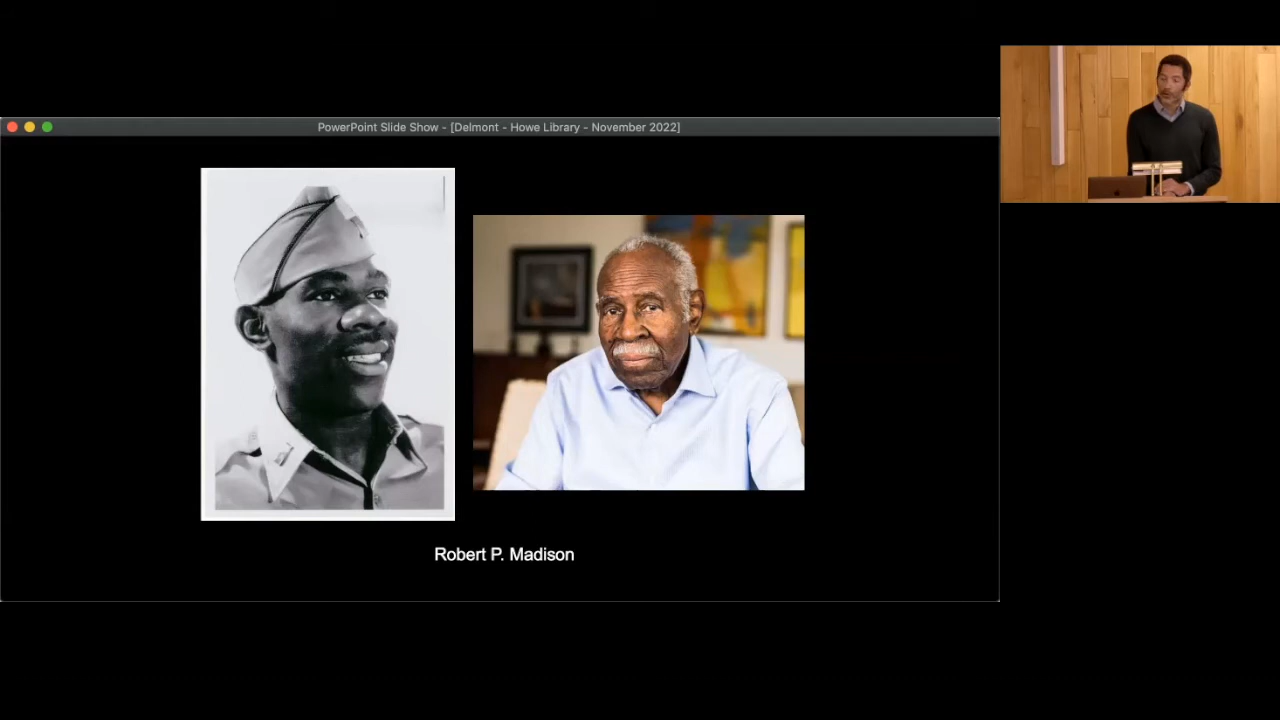 PowerPoint Slide Show - [Delmont - Howe Library - November 2022]
Robert P. Madison